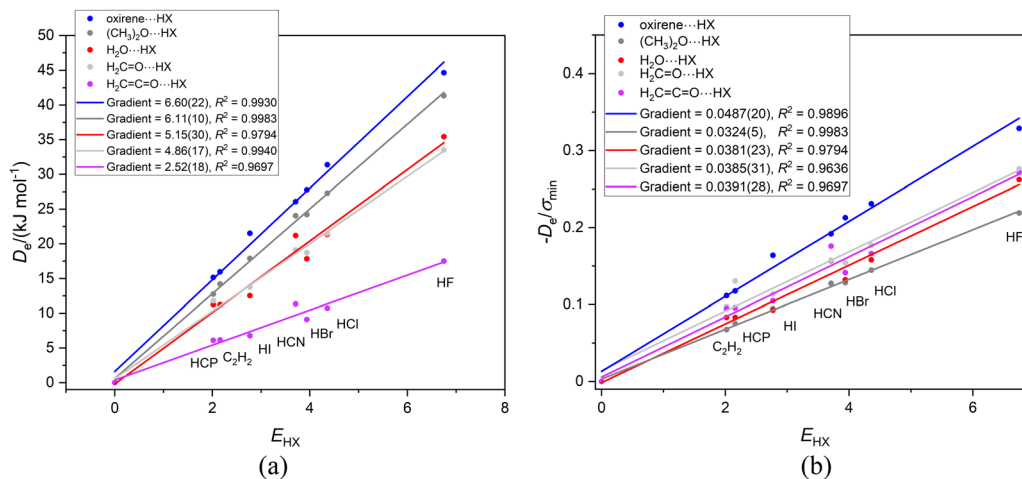 oxirene···HX
(CH₃)₂O···HX
H₂O···HX
H₂C=O···HX
H₂C=C=O···HX
Gradient = 6.60(22), R² = 0.9930
Gradient = 6.11(10), R² = 0.9983
Gradient = 5.15(30), R² = 0.9794
Gradient = 4.86(17), R² = 0.9940
Gradient = 2.52(18), R² =0.9697
50
45
40
35
30
25
20
15
10
5
0
Dₑ/(kJ mol⁻¹)
HCP
C₂H₂
HI
HCN
HBr
HCl
HF
0
2
4
6
8
E_HX
(a)
oxirene···HX
(CH₃)₂O···HX
H₂O···HX
H₂C=O···HX
H₂C=C=O···HX
Gradient = 0.0487(20), R² = 0.9896
Gradient = 0.0324(5), R² = 0.9983
Gradient = 0.0381(23), R² = 0.9794
Gradient = 0.0385(31), R² = 0.9636
Gradient = 0.0391(28), R² = 0.9697
0.4
0.3
0.2
0.1
0
-Dₑ/σ_min
C₂H₂
HCP
HI
HCN
HBr
HCl
HF
0
2
4
6
E_HX
(b)